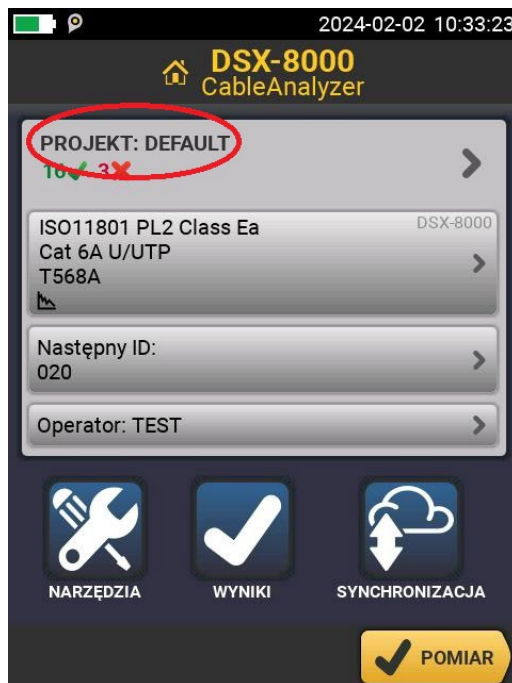 2024-02-02 10:33:23
DSX-8000
CableAnalyzer
PROJEKT: DEFAULT
16 3
ISO11801 PL2 Class Ea
DSX-8000
Cat 6A U/UTP
T568A
Następny ID:
020
Operator: TEST
NARZĘDZIA WYNIKI SYNCHRONIZACJA
POMIAR